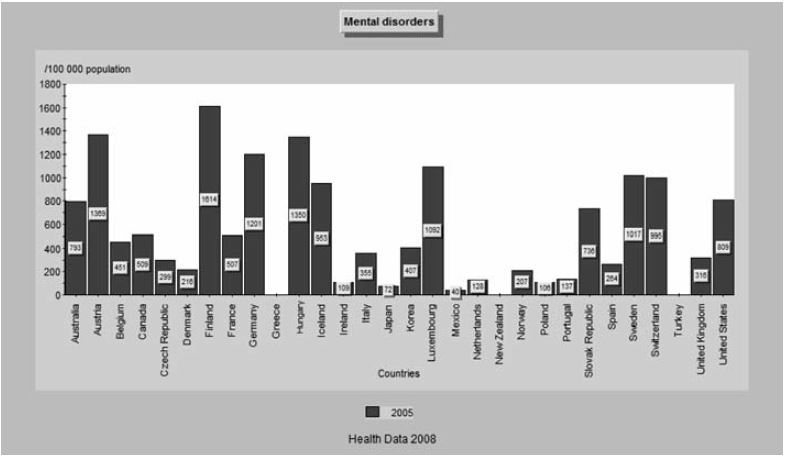 Mental disorders
/100 000 population
1800
1600
1400
1200
1000
800
600
400
200
0
793
1369
451
509
299
216
1614
507
1201
1350
953
109
355
72
407
1092
40
128
207
106
137
736
264
1017
995
316
809
Australia
Austria
Belgium
Canada
Czech Republic
Denmark
Finland
France
Germany
Greece
Hungary
Iceland
Ireland
Italy
Japan
Korea
Luxembourg
Mexico
Netherlands
New Zealand
Norway
Poland
Portugal
Slovak Republic
Spain
Sweden
Switzerland
Turkey
United Kingdom
United States
Countries
2005
Health Data 2008